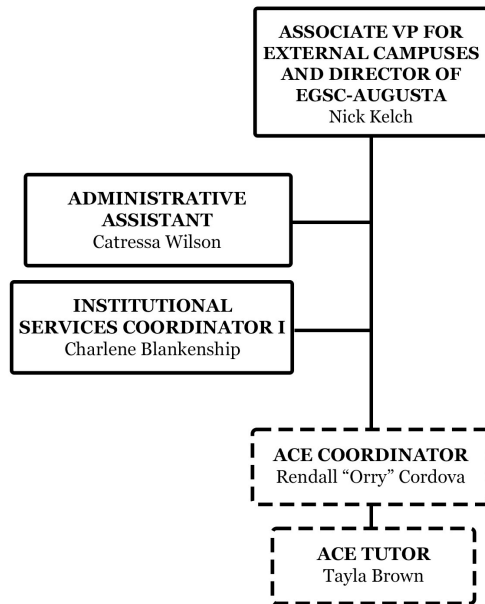 ASSOCIATE VP FOR
EXTERNAL CAMPUSES
AND DIRECTOR OF
EGSC-AUGUSTA
Nick Kelch
ADMINISTRATIVE
ASSISTANT
Catressa Wilson
INSTITUTIONAL
SERVICES COORDINATOR I
Charlene Blankenship
ACE COORDINATOR
Rendall “Orry” Cordova
ACE TUTOR
Tayla Brown